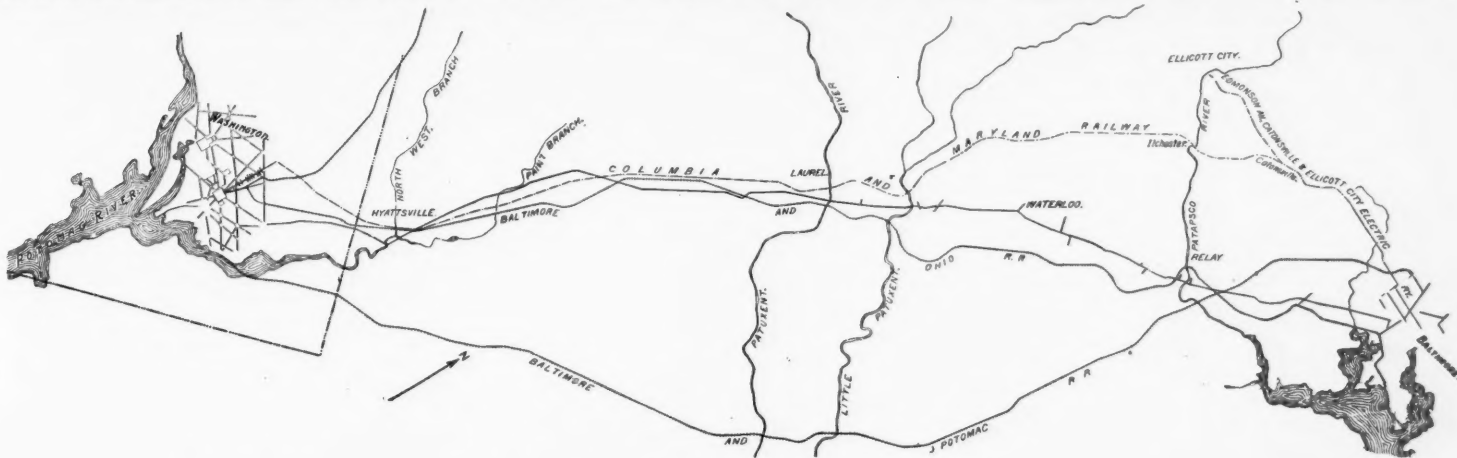 ELLICOTT CITY.
WASHINGTON.
NORTH WEST. BRANCH
PAINT BRANCH.
RIVER
MARYLAND RAILWAY
Ilchester.
RIVER
EDMONSON AV. CATONSVILLE & ELLICOTT CITY ELECTRIC RY.
Catonsville.
COLUMBIA AND
LAUREL.
HYATTSVILLE.
BALTIMORE AND OHIO R.R.
WATERLOO.
PATAPSCO
RELAY
POTOMAC RIVER
PATUXENT.
LITTLE PATUXENT.
BALTIMORE.
N
BALTIMORE AND POTOMAC R R